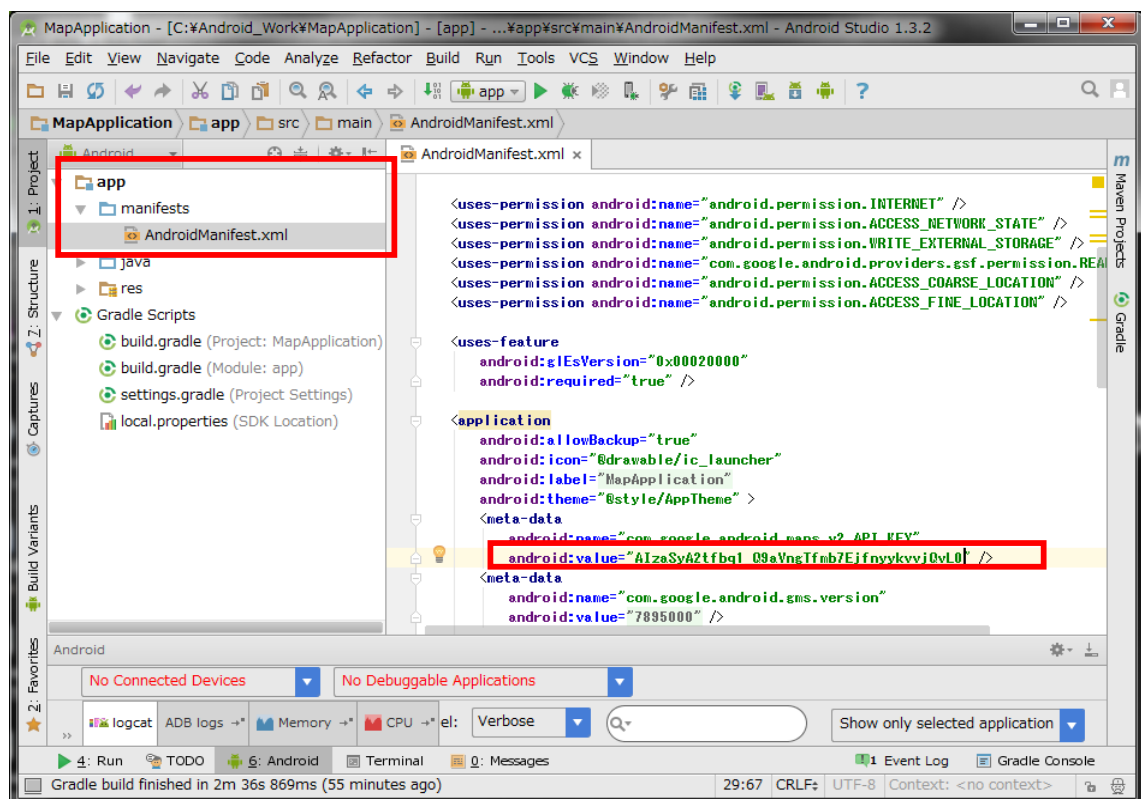 MapApplication - [C:¥Android_Work¥MapApplication] - [app] - ...¥app¥src¥main¥AndroidManifest.xml - Android Studio 1.3.2
File Edit View Navigate Code Analyze Refactor Build Run Tools VCS Window Help
app
MapApplication app src main AndroidManifest.xml
1: Project
7: Structure
Captures
Build Variants
2: Favorites
Android
app
manifests
AndroidManifest.xml
java
res
Gradle Scripts
build.gradle (Project: MapApplication)
build.gradle (Module: app)
settings.gradle (Project Settings)
local.properties (SDK Location)
AndroidManifest.xml
<uses-permission android:name="android.permission.INTERNET" />
<uses-permission android:name="android.permission.ACCESS_NETWORK_STATE" />
<uses-permission android:name="android.permission.WRITE_EXTERNAL_STORAGE" />
<uses-permission android:name="com.google.android.providers.gsf.permission.REA
<uses-permission android:name="android.permission.ACCESS_COARSE_LOCATION" />
<uses-permission android:name="android.permission.ACCESS_FINE_LOCATION" />
<uses-feature
android:glEsVersion="0x00020000"
android:required="true" />
<application
android:allowBackup="true"
android:icon="@drawable/ic_launcher"
android:label="MapApplication"
android:theme="@style/AppTheme" >
<meta-data
android:name="com.google.android.maps.v2.API_KEY"
android:value=" " />
<meta-data
android:name="com.google.android.gms.version"
android:value="7895000" />
m Maven Projects
Gradle
Android
No Connected Devices No Debuggable Applications
logcat ADB logs Memory CPU el: Verbose Show only selected application
4: Run TODO 6: Android Terminal 0: Messages 1 Event Log Gradle Console
Gradle build finished in 2m 36s 869ms (55 minutes ago) 29:67 CRLF UTF-8 Context: <no context>